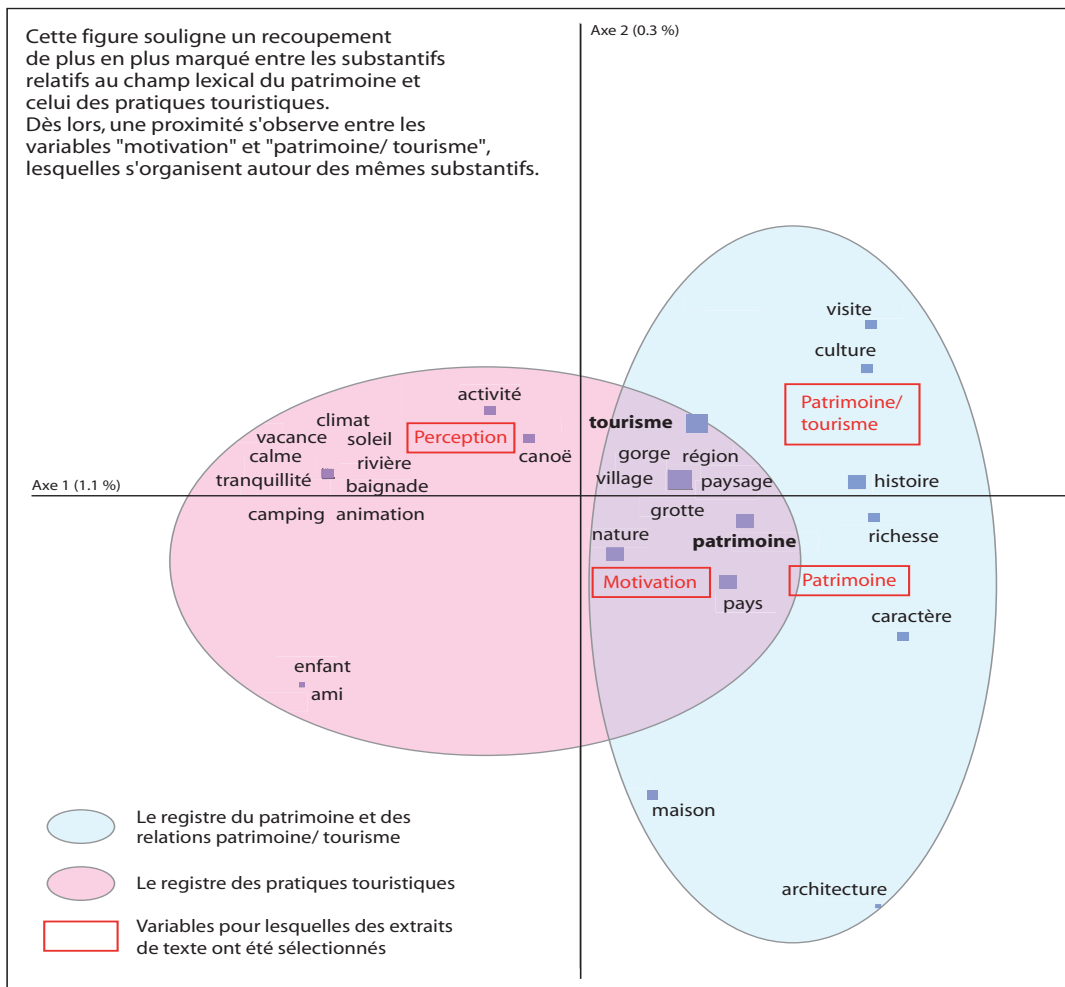 Cette figure souligne un recoupement
de plus en plus marqué entre les substantifs
relatifs au champ lexical du patrimoine et
celui des pratiques touristiques.
Dès lors, une proximité s'observe entre les
variables "motivation" et "patrimoine/ tourisme",
lesquelles s'organisent autour des mêmes substantifs.
Axe 2 (0.3 %)
visite
culture
Patrimoine/
tourisme
activité
climat
tourisme
vacance
soleil
Perception
calme
canoë
gorge
région
rivière
tranquillité
village
paysage
histoire
baignade
Axe 1 (1.1 %)
camping
animation
grotte
nature
patrimoine
richesse
Motivation
pays
Patrimoine
caractère
enfant
ami
maison
architecture
Le registre du patrimoine et des
relations patrimoine/ tourisme
Le registre des pratiques touristiques
Variables pour lesquelles des extraits
de texte ont été sélectionnés